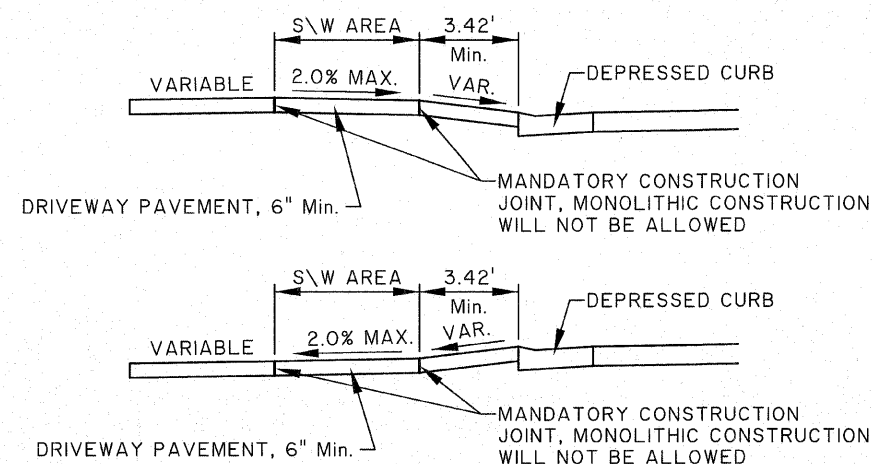 S\W AREA 3.42'
Min.
VARIABLE 2.0% MAX. VAR. DEPRESSED CURB
DRIVEWAY PAVEMENT, 6" Min.
MANDATORY CONSTRUCTION
JOINT, MONOLITHIC CONSTRUCTION
WILL NOT BE ALLOWED
S\W AREA 3.42'
Min.
VARIABLE 2.0% MAX. VAR. DEPRESSED CURB
DRIVEWAY PAVEMENT, 6" Min.
MANDATORY CONSTRUCTION
JOINT, MONOLITHIC CONSTRUCTION
WILL NOT BE ALLOWED